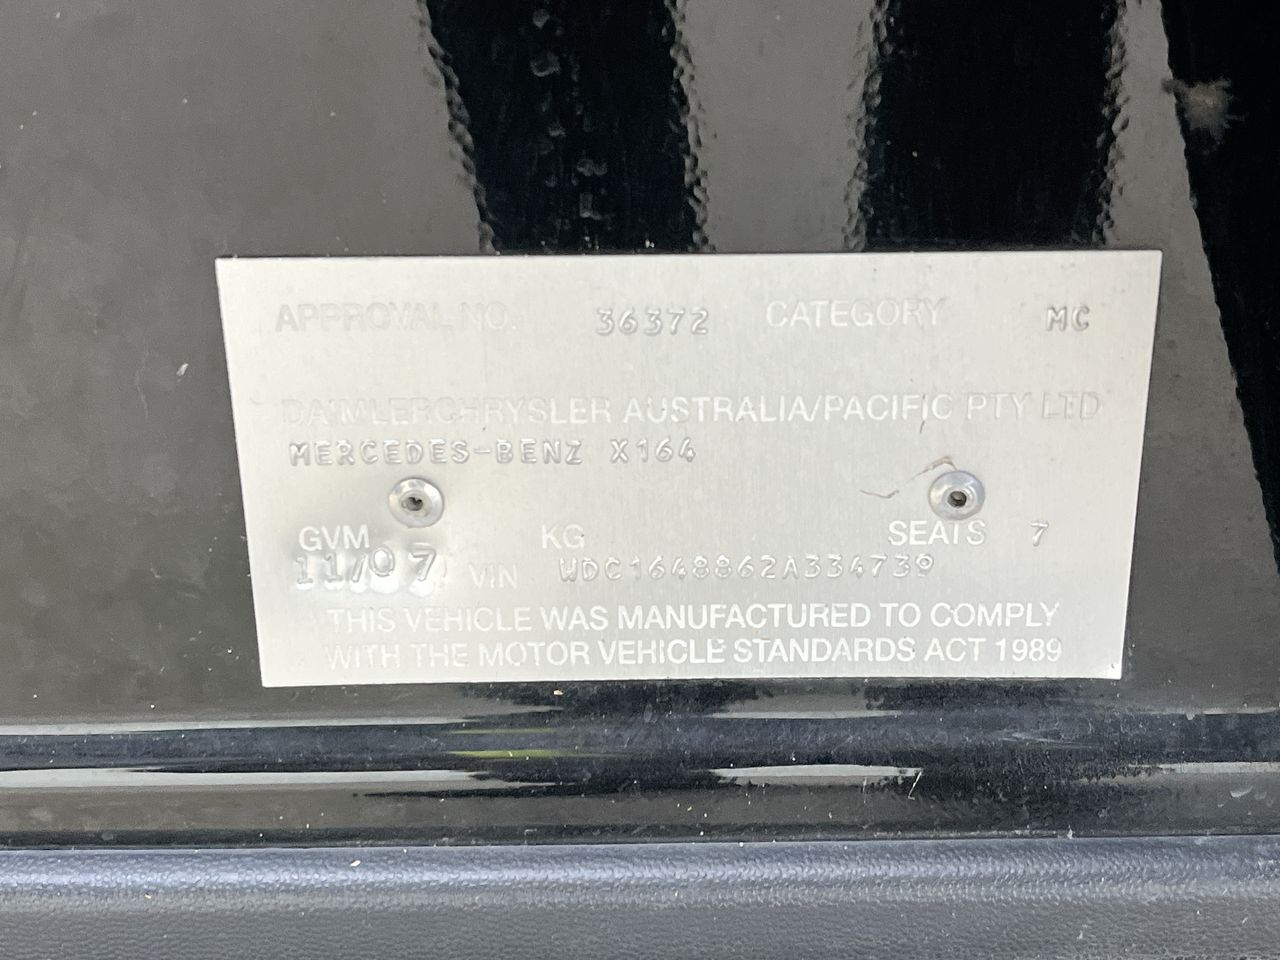 APPROVAL NO. 36372 CATEGORY MC
DAIMLERCHRYSLER AUSTRALIA/PACIFIC PTY LTD
MERCEDES-BENZ X164
GVM KG SEATS 7
11/07 VIN WDC1648862A334739
THIS VEHICLE WAS MANUFACTURED TO COMPLY
WITH THE MOTOR VEHICLE STANDARDS ACT 1989